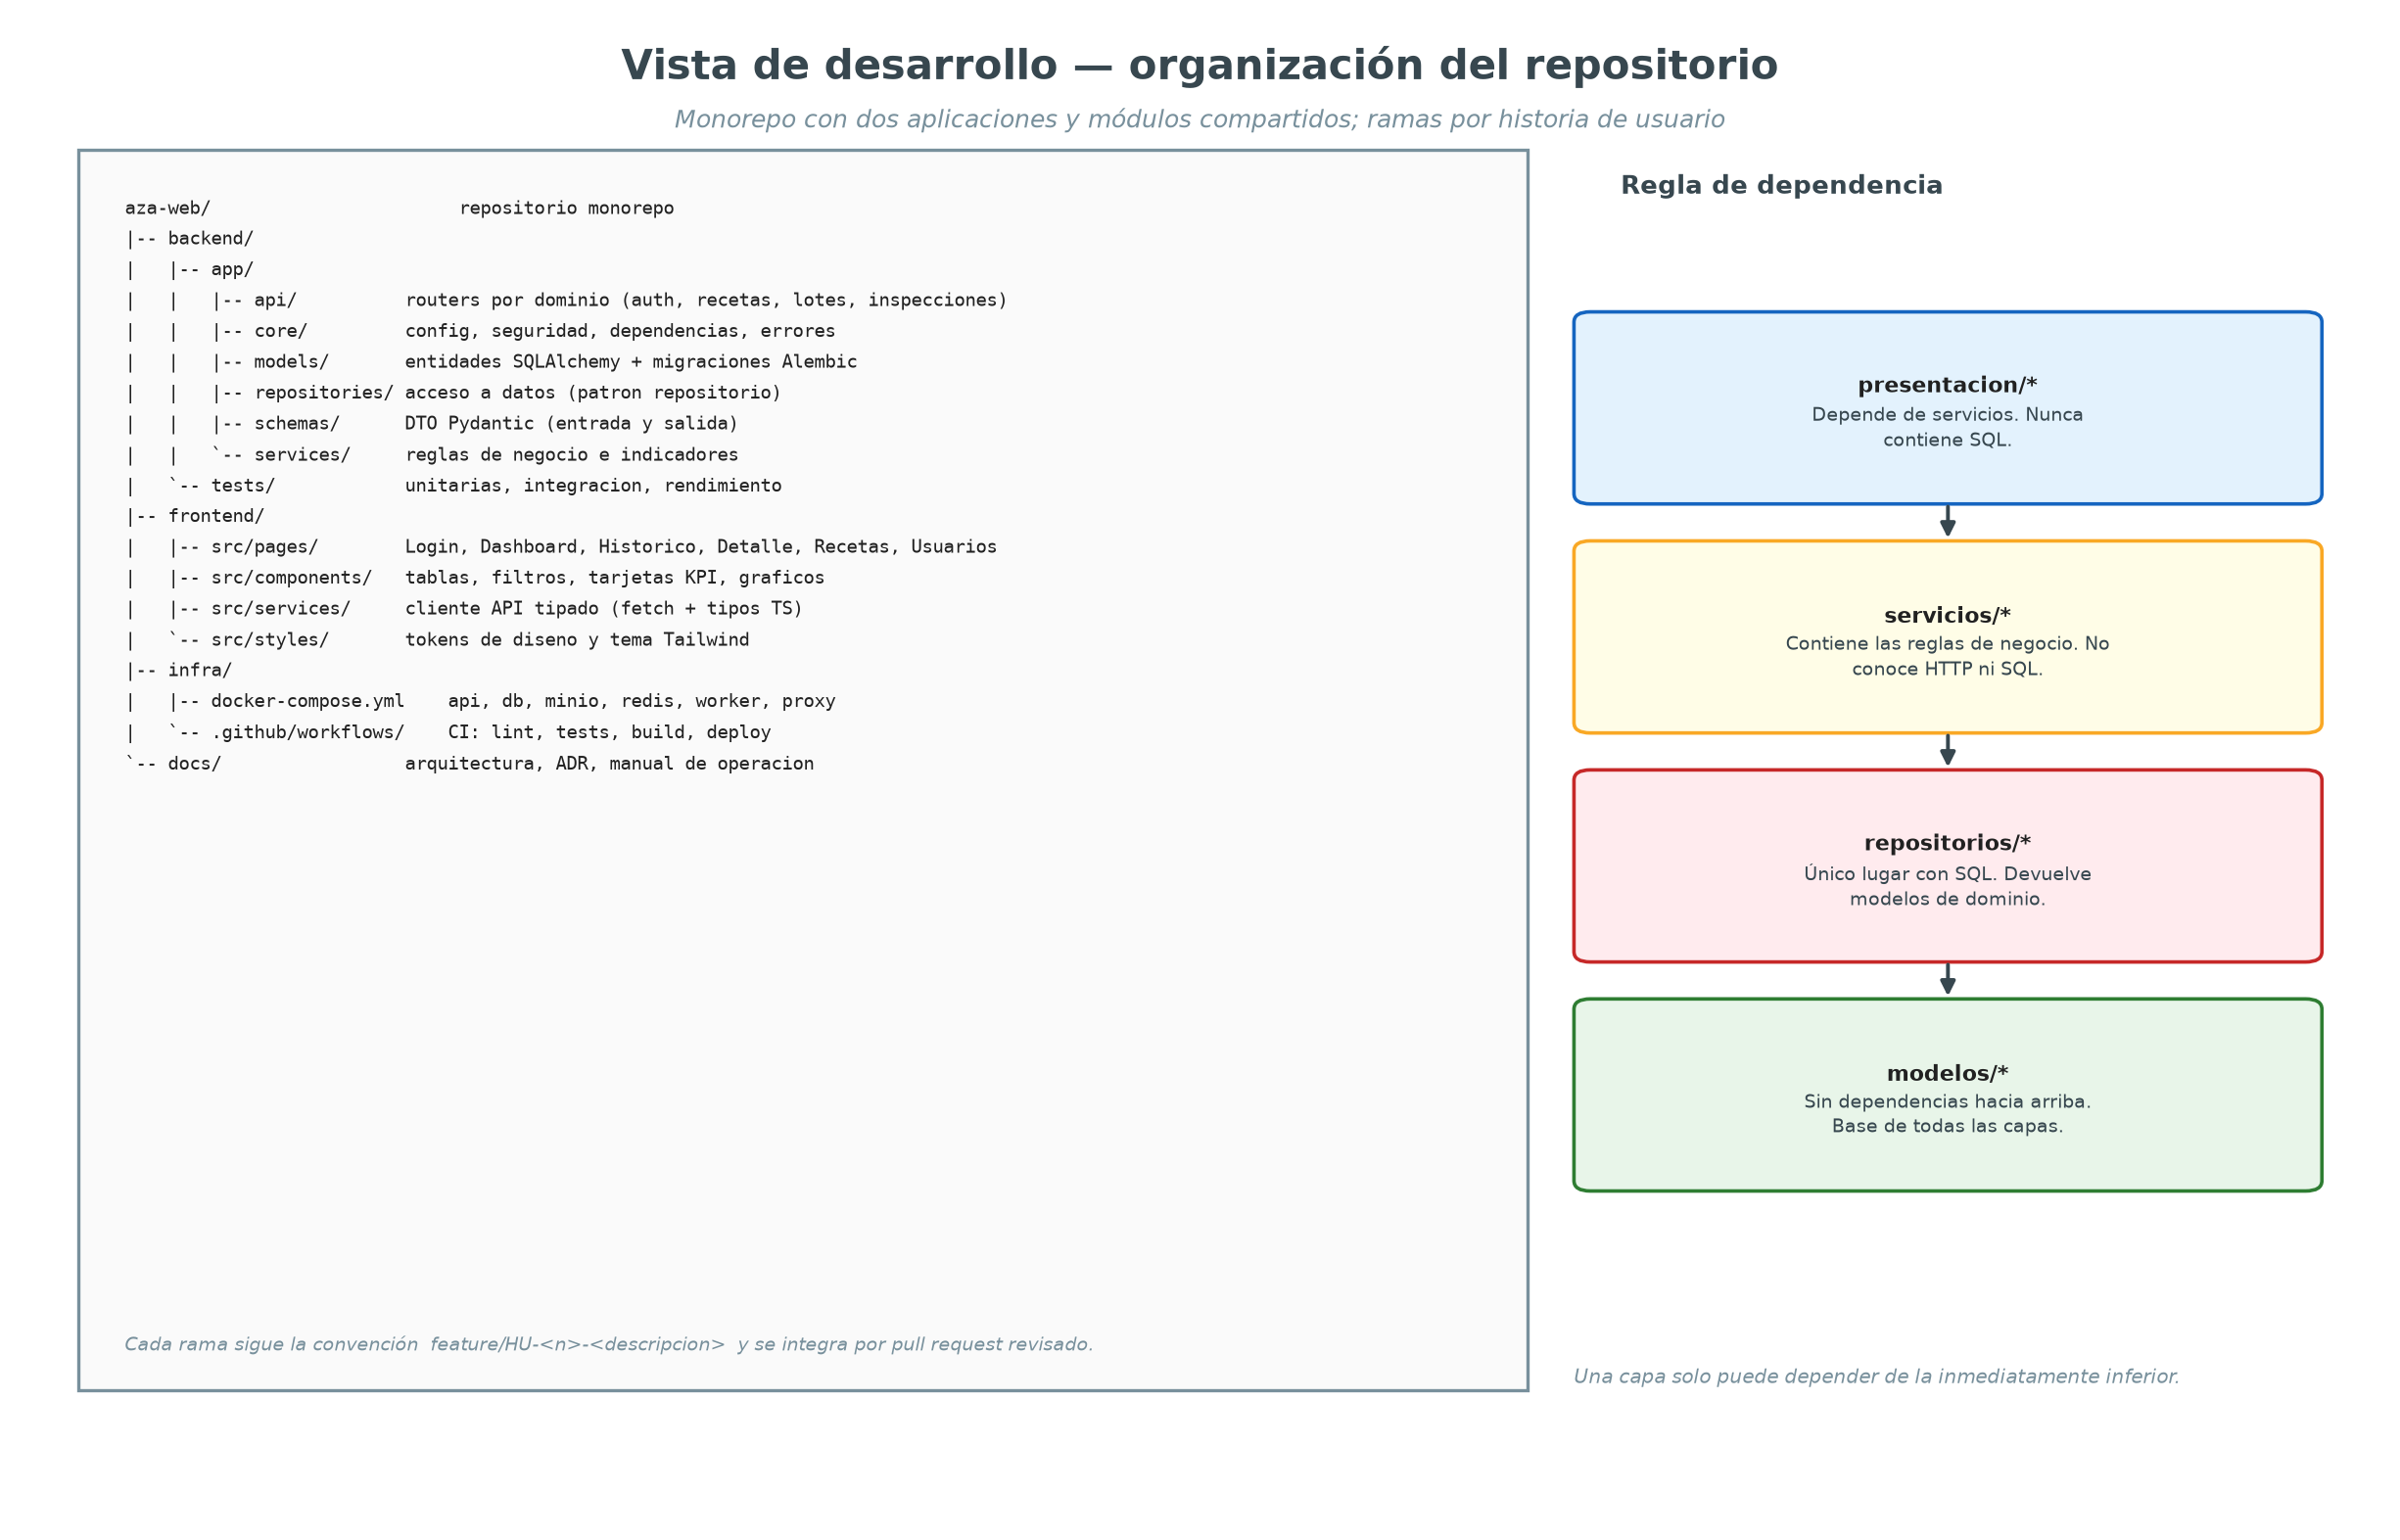 Vista de desarrollo — organización del repositorio
Monorepo con dos aplicaciones y módulos compartidos; ramas por historia de usuario
aza-web/                       repositorio monorepo
|-- backend/
|   |-- app/
|   |   |-- api/          routers por dominio (auth, recetas, lotes, inspecciones)
|   |   |-- core/         config, seguridad, dependencias, errores
|   |   |-- models/       entidades SQLAlchemy + migraciones Alembic
|   |   |-- repositories/ acceso a datos (patron repositorio)
|   |   |-- schemas/      DTO Pydantic (entrada y salida)
|   |   `-- services/     reglas de negocio e indicadores
|   `-- tests/            unitarias, integracion, rendimiento
|-- frontend/
|   |-- src/pages/        Login, Dashboard, Historico, Detalle, Recetas, Usuarios
|   |-- src/components/   tablas, filtros, tarjetas KPI, graficos
|   |-- src/services/     cliente API tipado (fetch + tipos TS)
|   `-- src/styles/       tokens de diseno y tema Tailwind
|-- infra/
|   |-- docker-compose.yml    api, db, minio, redis, worker, proxy
|   `-- .github/workflows/    CI: lint, tests, build, deploy
`-- docs/                 arquitectura, ADR, manual de operacion
Cada rama sigue la convención  feature/HU-<n>-<descripcion>  y se integra por pull request revisado.
Regla de dependencia
presentacion/*
Depende de servicios. Nunca
contiene SQL.
servicios/*
Contiene las reglas de negocio. No
conoce HTTP ni SQL.
repositorios/*
Único lugar con SQL. Devuelve
modelos de dominio.
modelos/*
Sin dependencias hacia arriba.
Base de todas las capas.
Una capa solo puede depender de la inmediatamente inferior.